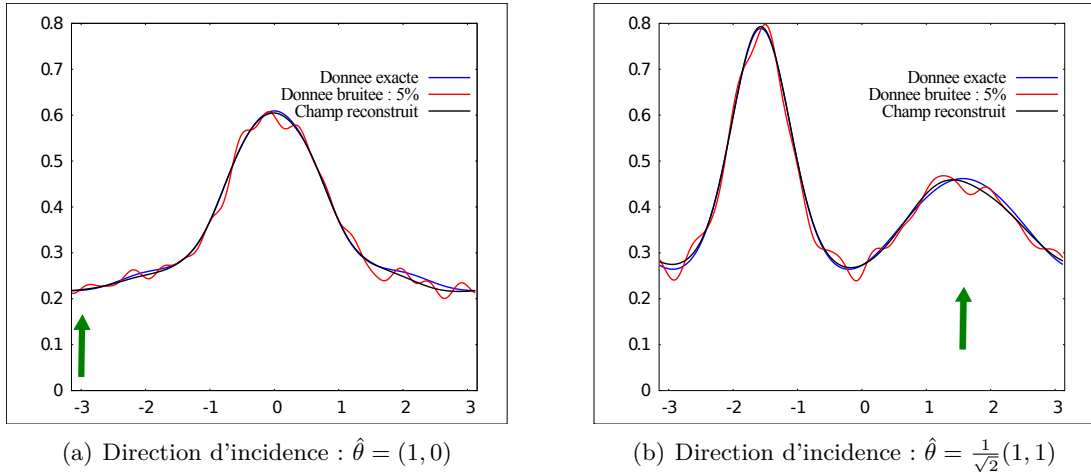 0.8
0.7
0.6
0.5
0.4
0.3
0.2
0.1
0
-3 -2 -1 0 1 2 3
Donnee exacte
Donnee bruitee : 5%
Champ reconstruit
(a) Direction d'incidence : θ̂ = (1, 0)
0.8
0.7
0.6
0.5
0.4
0.3
0.2
0.1
0
-3 -2 -1 0 1 2 3
Donnee exacte
Donnee bruitee : 5%
Champ reconstruit
(b) Direction d'incidence : θ̂ = 1/√2 (1, 1)